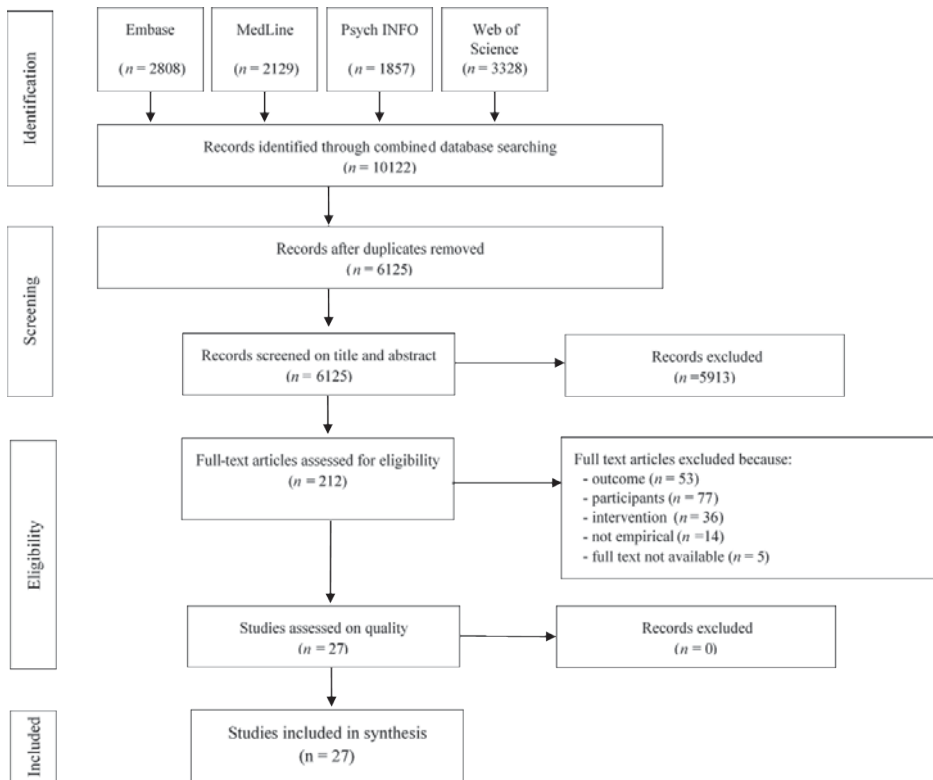 Identification
Embase
(n = 2808)
MedLine
(n = 2129)
Psych INFO
(n = 1857)
Web of
Science
(n = 3328)
Records identified through combined database searching
(n = 10122)
Screening
Records after duplicates removed
(n = 6125)
Records screened on title and abstract
(n = 6125)
Records excluded
(n =5913)
Eligibility
Full-text articles assessed for eligibility
(n = 212)
Full text articles excluded because:
- outcome (n = 53)
- participants (n = 77)
- intervention (n = 36)
- not empirical (n =14)
- full text not available (n = 5)
Studies assessed on quality
(n = 27)
Records excluded
(n = 0)
Included
Studies included in synthesis
(n = 27)